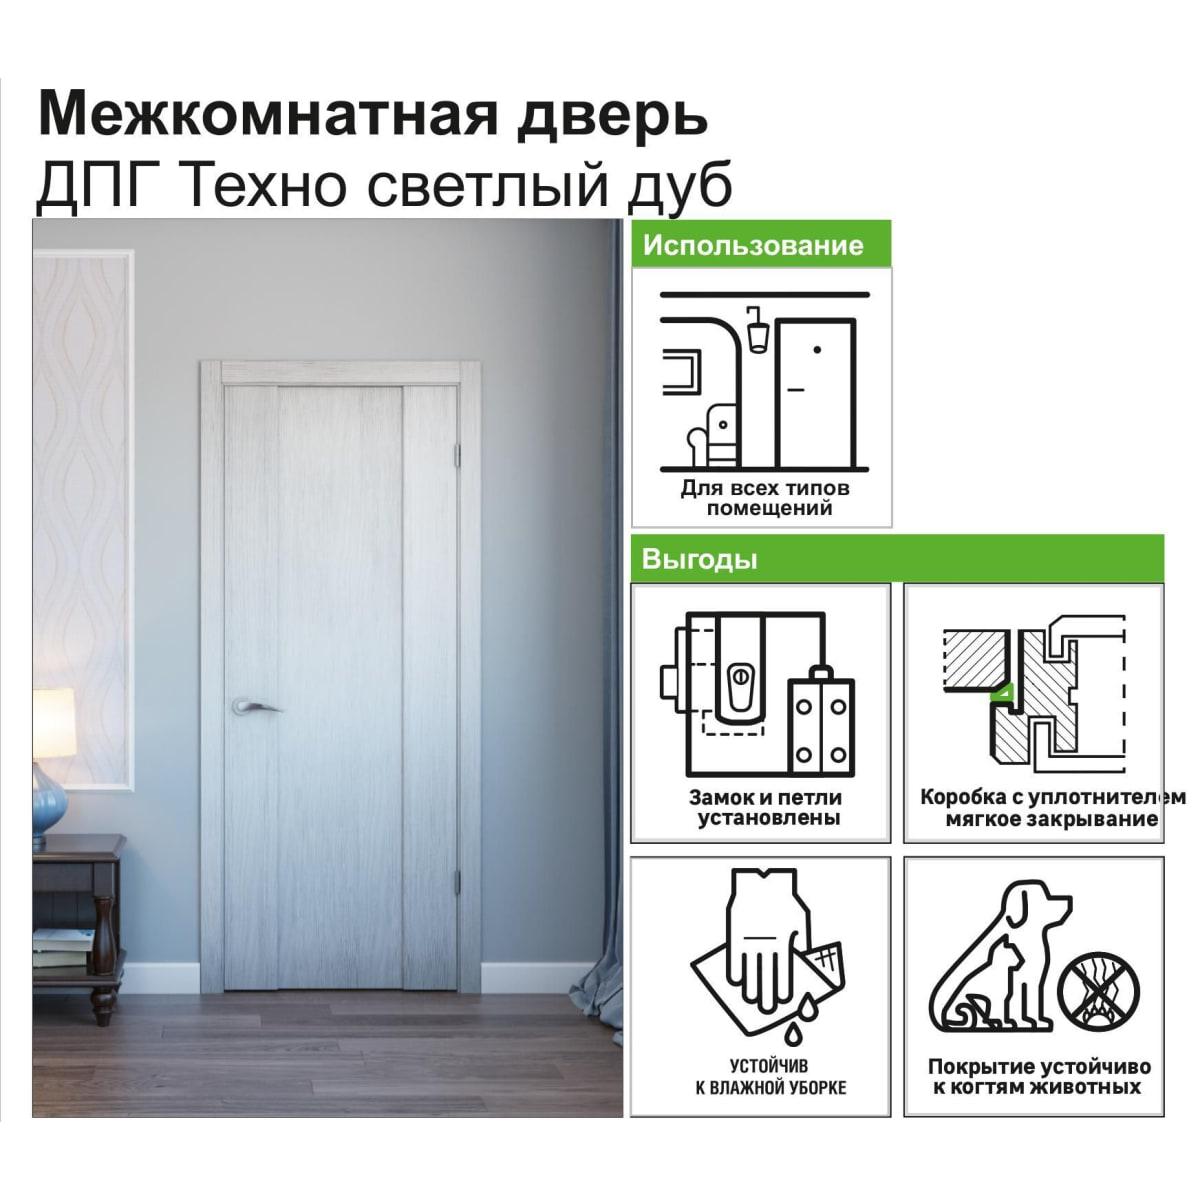 Межкомнатная дверь
ДПГ Техно светлый дуб
Использование
Для всех типов
помещений
Выгоды
Замок и петли
установлены
Коробка с уплотнителем
мягкое закрывание
УСТОЙЧИВ
К ВЛАЖНОЙ УБОРКЕ
Покрытие устойчиво
к когтям животных